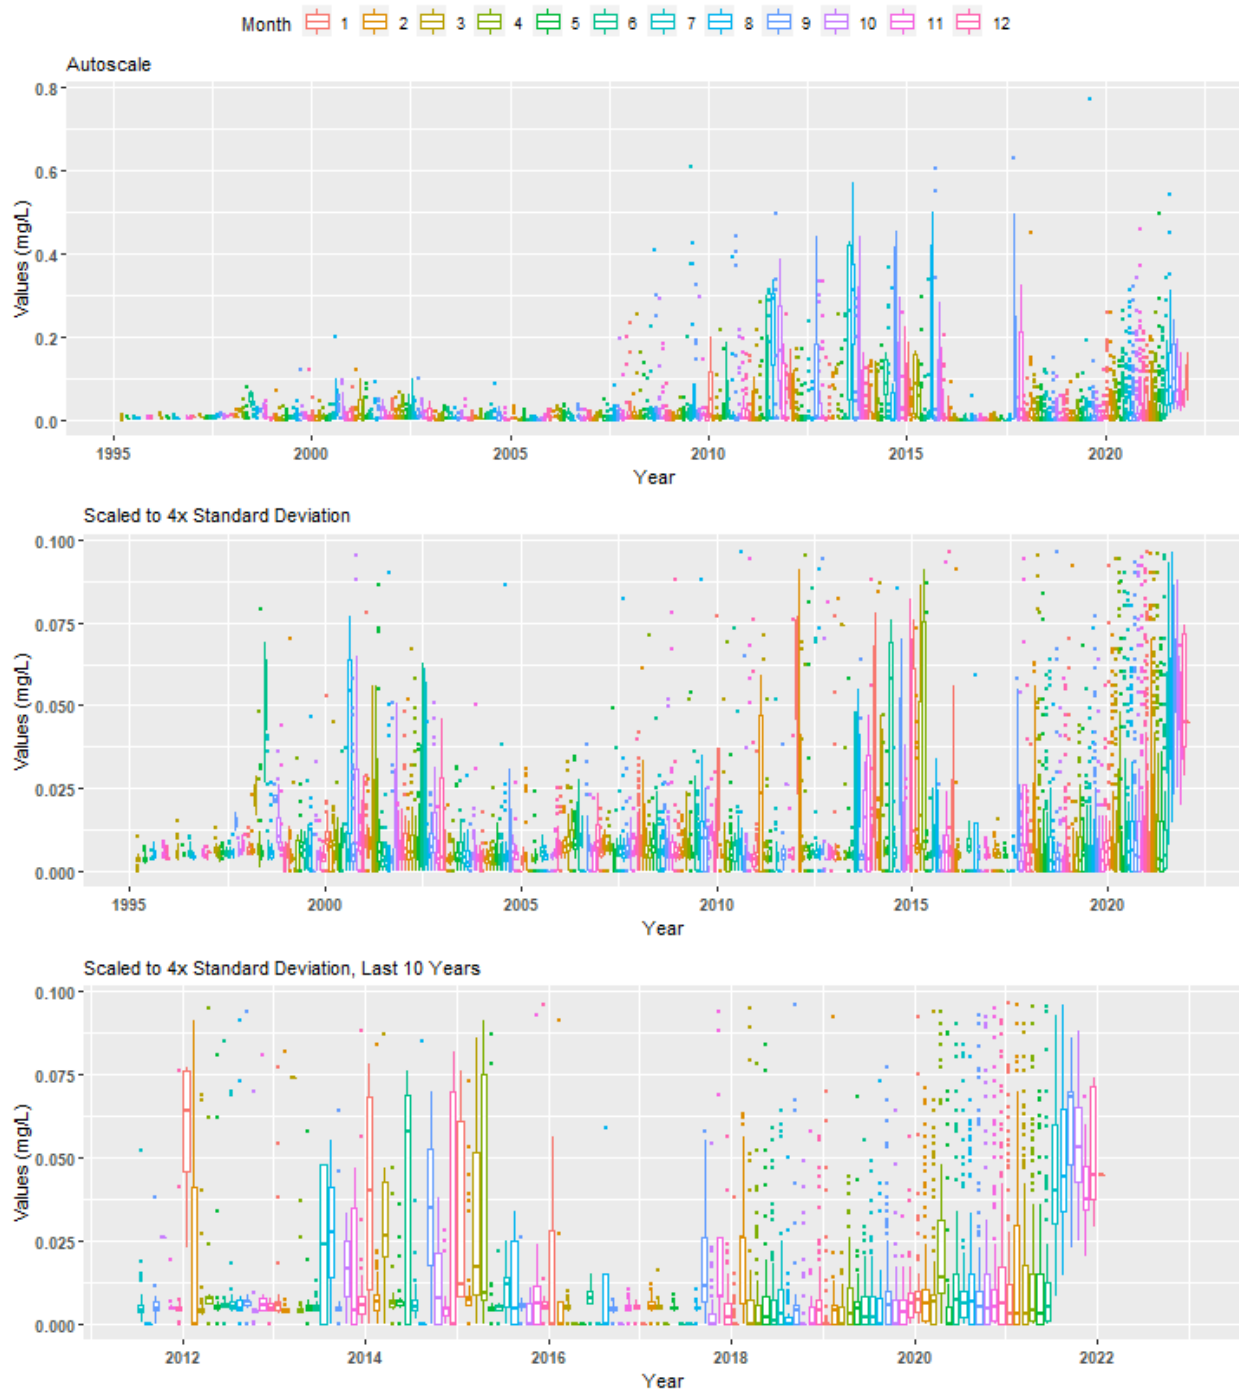 Month 1 2 3 4 5 6 7 8 9 10 11 12
Autoscale
0.8
0.6
0.4
0.2
0.0
Values (mg/L)
1995 2000 2005 2010 2015 2020
Year
Scaled to 4x Standard Deviation
0.100
0.075
0.050
0.025
0.000
Values (mg/L)
1995 2000 2005 2010 2015 2020
Year
Scaled to 4x Standard Deviation, Last 10 Years
0.100
0.075
0.050
0.025
0.000
Values (mg/L)
2012 2014 2016 2018 2020 2022
Year